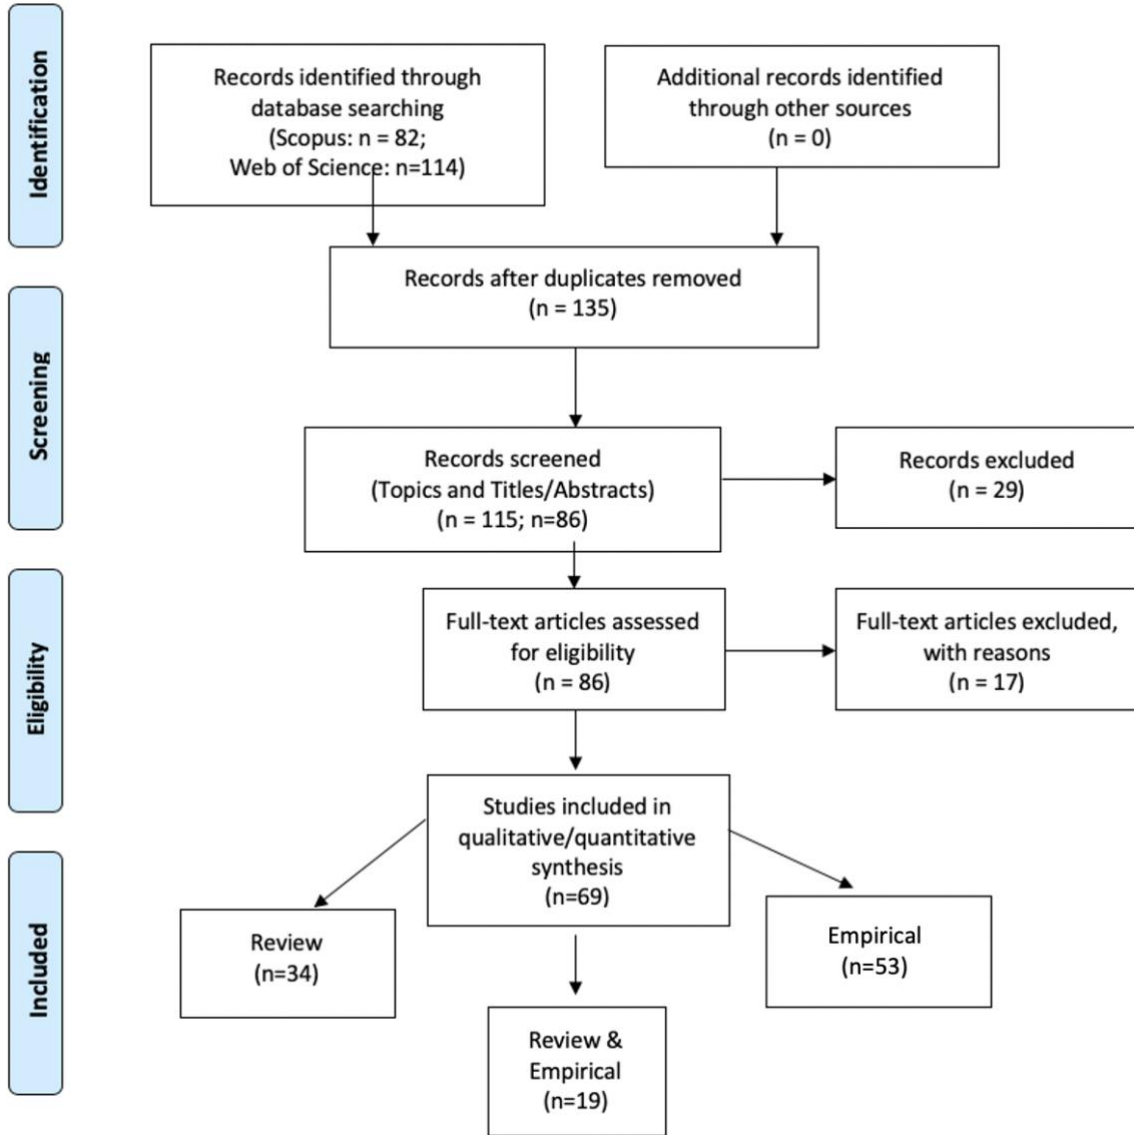 Identification
Records identified through
database searching
(Scopus: n = 82;
Web of Science: n=114)
Additional records identified
through other sources
(n = 0)
Records after duplicates removed
(n = 135)
Screening
Records screened
(Topics and Titles/Abstracts)
(n = 115; n=86)
Records excluded
(n = 29)
Eligibility
Full-text articles assessed
for eligibility
(n = 86)
Full-text articles excluded,
with reasons
(n = 17)
Studies included in
qualitative/quantitative
synthesis
(n=69)
Included
Review
(n=34)
Empirical
(n=53)
Review &
Empirical
(n=19)